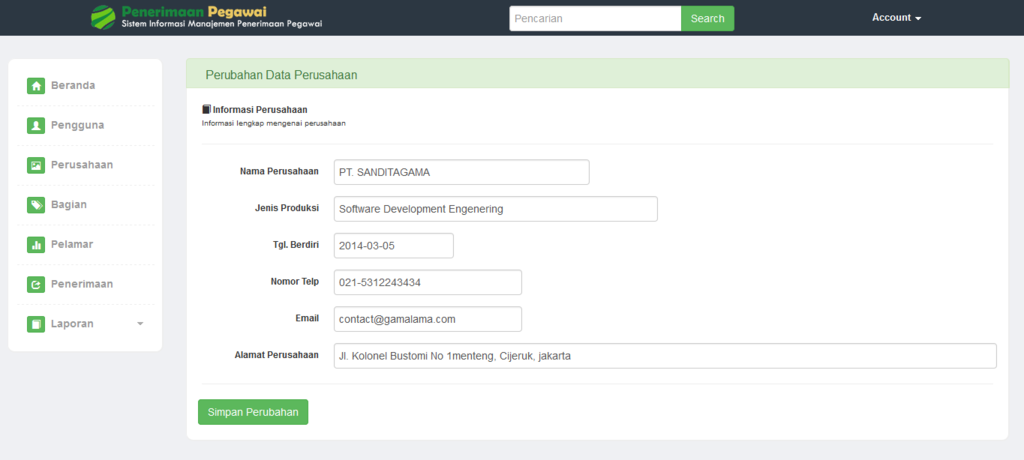 Penerimaan Pegawai
Sistem Informasi Manajemen Penerimaan Pegawai
Pencarian
Search
Account
Beranda
Pengguna
Perusahaan
Bagian
Pelamar
Penerimaan
Laporan
Perubahan Data Perusahaan
Informasi Perusahaan
Informasi lengkap mengenai perusahaan
Nama Perusahaan PT. SANDITAGAMA
Jenis Produksi Software Development Engenering
Tgl. Berdiri 2014-03-05
Nomor Telp 021-5312243434
Email contact@gamalama.com
Alamat Perusahaan Jl. Kolonel Bustomi No 1menteng, Cijeruk, jakarta
Simpan Perubahan